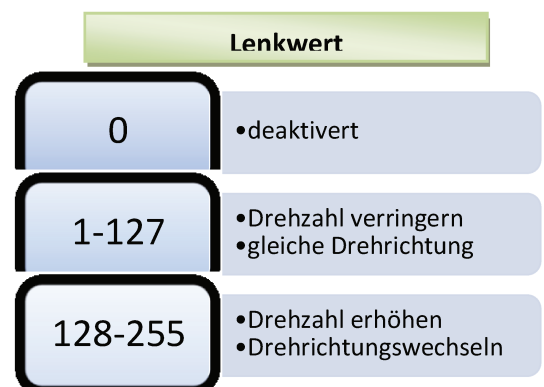 Lenkwert
0
•deaktivert
1-127
•Drehzahl verringern
•gleiche Drehrichtung
128-255
•Drehzahl erhöhen
•Drehrichtungswechseln